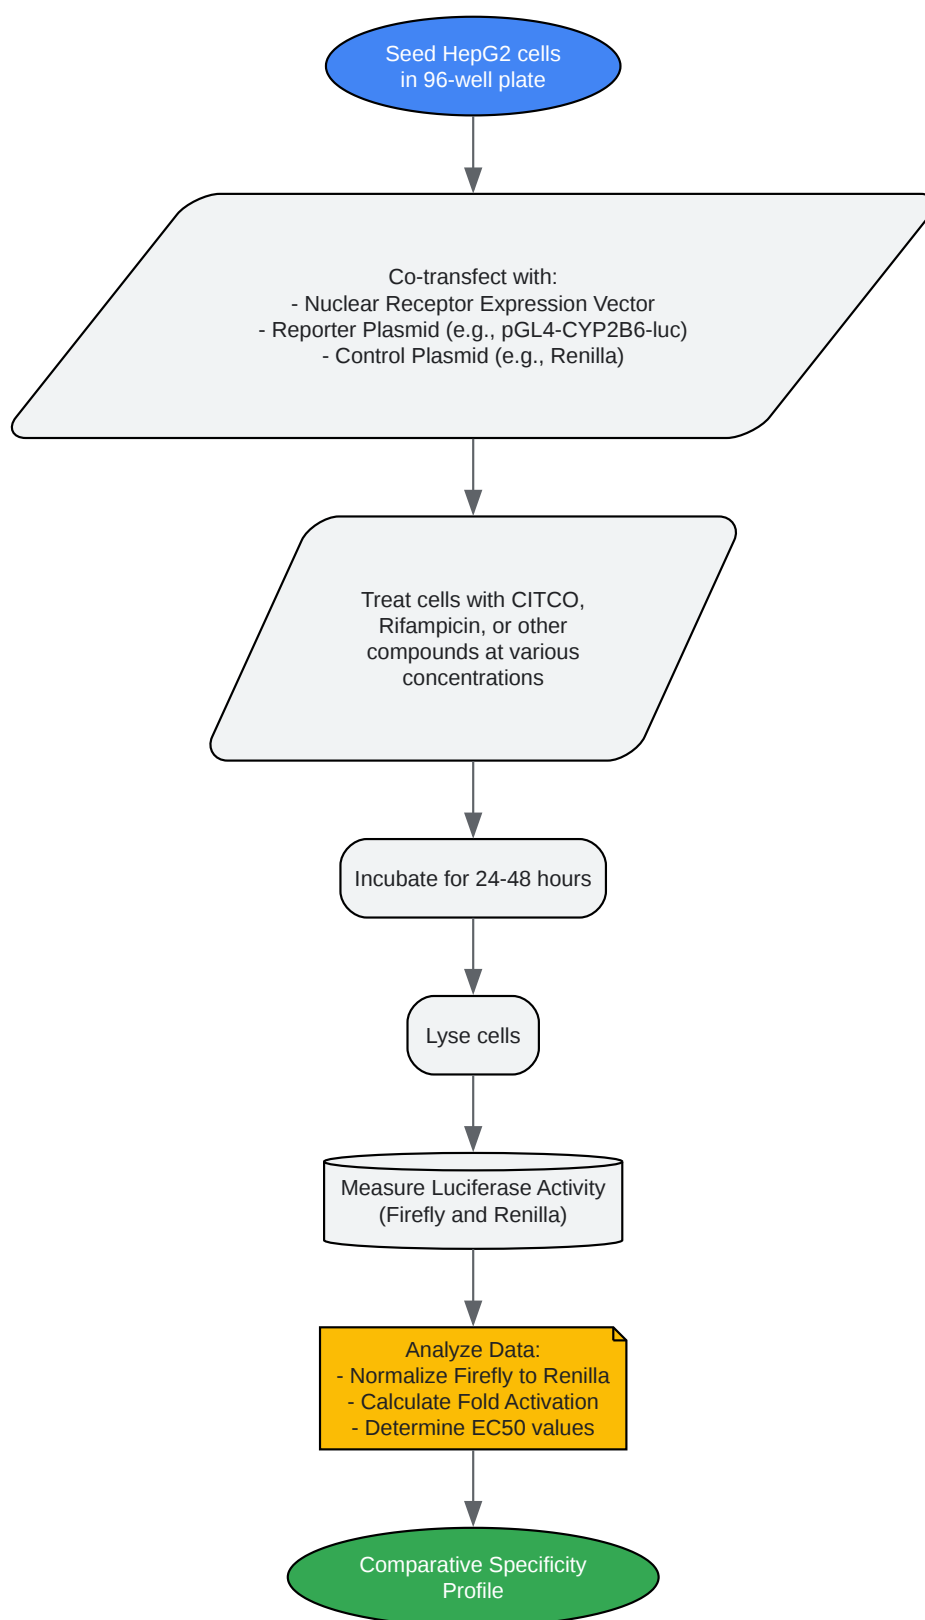 Seed HepG2 cells
in 96-well plate
Co-transfect with:
- Nuclear Receptor Expression Vector
- Reporter Plasmid (e.g., pGL4-CYP2B6-luc)
- Control Plasmid (e.g., Renilla)
Treat cells with CITCO,
Rifampicin, or other
compounds at various
concentrations
Incubate for 24-48 hours
Lyse cells
Measure Luciferase Activity
(Firefly and Renilla)
Analyze Data:
- Normalize Firefly to Renilla
- Calculate Fold Activation
- Determine EC50 values
Comparative Specificity
Profile